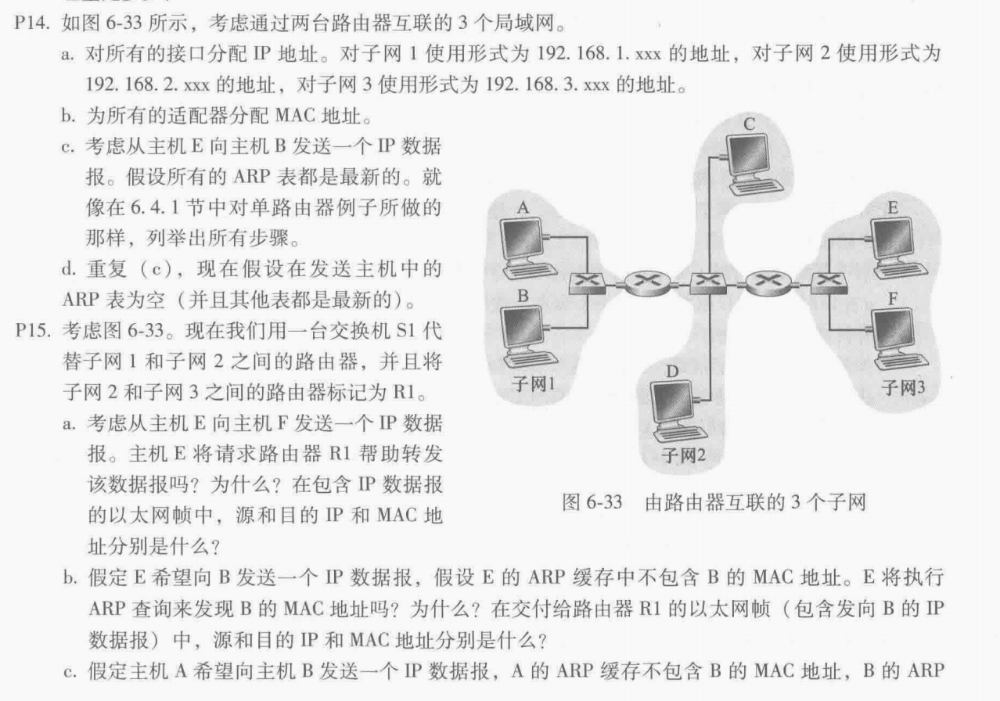 P14. 如图 6-33 所示，考虑通过两台路由器互联的 3 个局域网。
a. 对所有的接口分配 IP 地址。对子网 1 使用形式为 192. 168. 1. xxx 的地址，对子网 2 使用形式为
192. 168. 2. xxx 的地址，对子网 3 使用形式为 192. 168. 3. xxx 的地址。
b. 为所有的适配器分配 MAC 地址。
c. 考虑从主机 E 向主机 B 发送一个 IP 数据
报。假设所有的 ARP 表都是最新的。就
像在 6.4.1 节中对单路由器例子所做的
那样，列举出所有步骤。
d. 重复（c），现在假设在发送主机中的
ARP 表为空（并且其他表都是最新的）。
P15. 考虑图 6-33。现在我们用一台交换机 S1 代
替子网 1 和子网 2 之间的路由器，并且将
子网 2 和子网 3 之间的路由器标记为 R1。
a. 考虑从主机 E 向主机 F 发送一个 IP 数据
报。主机 E 将请求路由器 R1 帮助转发
该数据报吗？为什么？在包含 IP 数据报
的以太网帧中，源和目的 IP 和 MAC 地
址分别是什么？
C
A
E
B
F
子网1
D
子网3
子网2
图 6-33 由路由器互联的 3 个子网
b. 假定 E 希望向 B 发送一个 IP 数据报，假设 E 的 ARP 缓存中不包含 B 的 MAC 地址。E 将执行
ARP 查询来发现 B 的 MAC 地址吗？为什么？在交付给路由器 R1 的以太网帧（包含发向 B 的 IP
数据报）中，源和目的 IP 和 MAC 地址分别是什么？
c. 假定主机 A 希望向主机 B 发送一个 IP 数据报，A 的 ARP 缓存不包含 B 的 MAC 地址，B 的 ARP